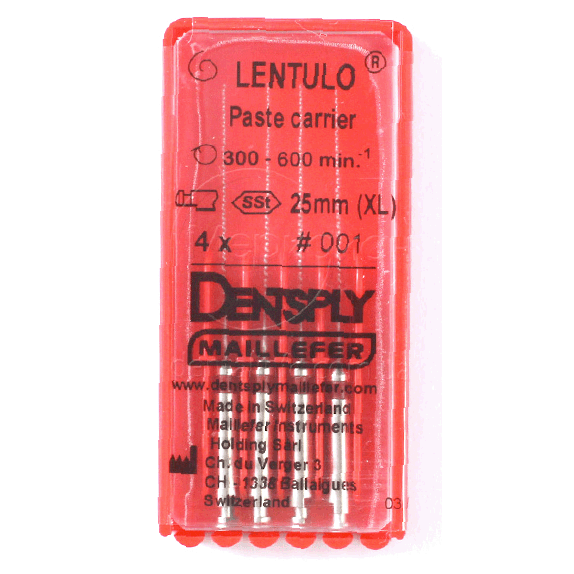 LENTULO ®
Paste carrier
300 - 600 min.-1
SSt 25mm (XL)
4 x # 001
DENTSPLY
MAILLEFER
www.dentsplymaillefer.com
Made in Switzerland
Maillefer Instruments
Holding Sàrl
Ch. du Verger 3
CH - 1338 Ballaigues
Switzerland
03